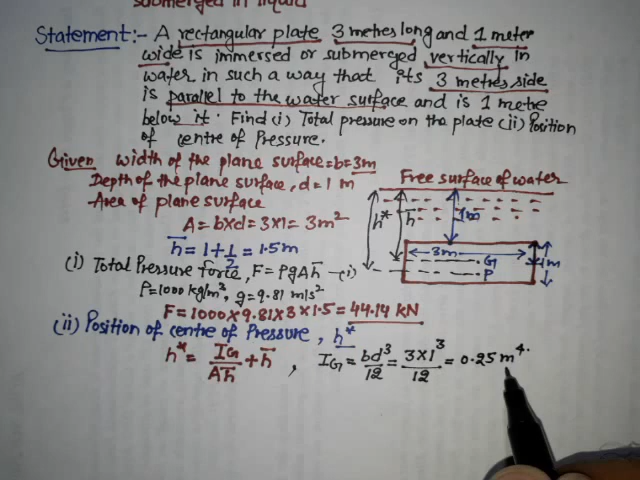 submerged in liquid
Statement:- A rectangular plate 3 metres long and 1 meter
wide is immersed or submerged vertically in
water in such a way that its 3 metres side
is parallel to the water surface and is 1 metre
below it. Find (i) Total pressure on the plate (ii) Position
of centre of Pressure.
Given width of the plane surface = b = 3m
Depth of the plane surface, d = 1 m
Area of plane surface
A = b×d = 3×1 = 3m²
h̄ = 1 + 1/2 = 1.5m
Free surface of water
h*
h̄
1m
3m
G
P
1m
(i) Total Pressure force, F = ρgAh̄ —(i)
ρ=1000 kg/m³, g=9.81 m/s²
F = 1000×9.81×3×1.5 = 44.14 KN
(ii) Position of centre of Pressure, h*
h* = IG/Ah̄ + h̄ , IG = bd³/12 = 3×1³/12 = 0.25m⁴.